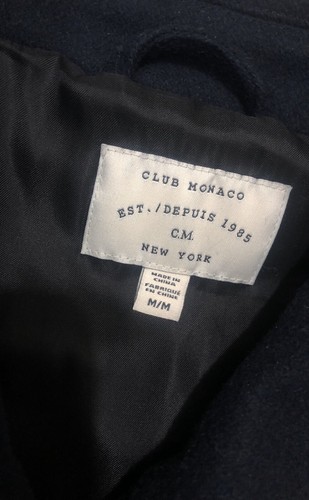 CLUB MONACO
EST./DEPUIS 1985
C.M.
NEW YORK
MADE IN
CHINA
FABRIQUÉ
EN CHINE
M/M